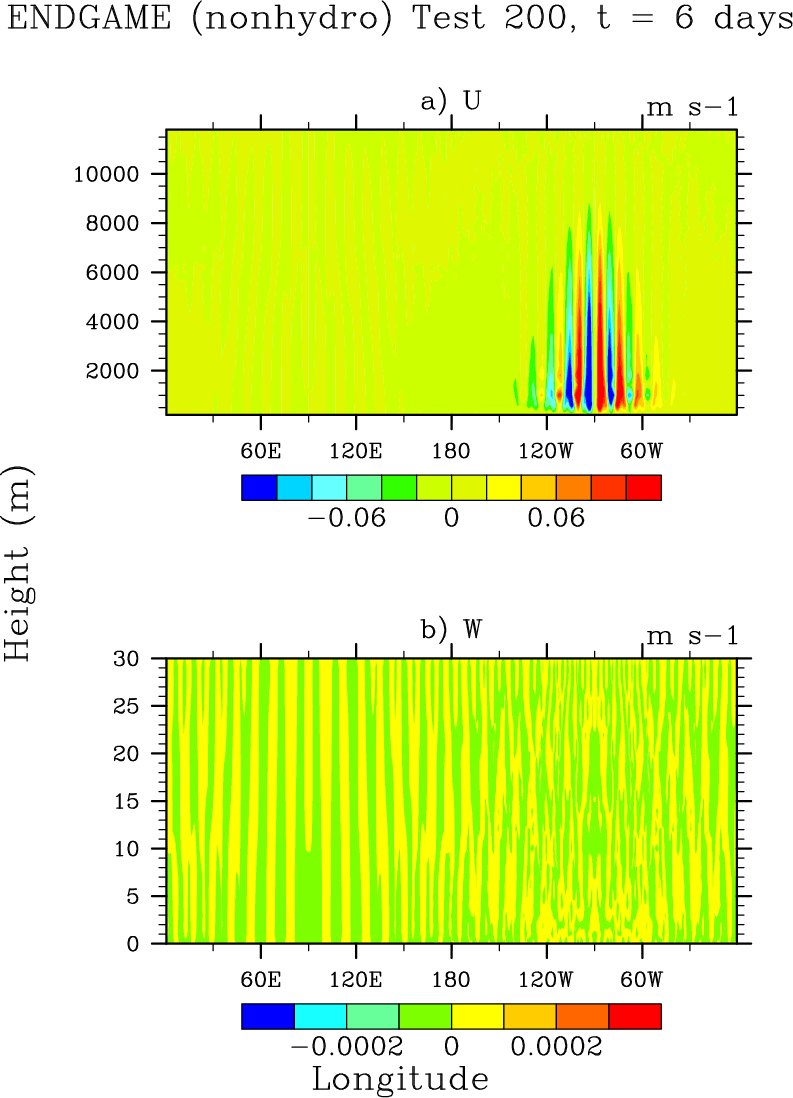 ENDGAME (nonhydro) Test 200, t = 6 days
a) U
m s−1
10000
8000
6000
4000
2000
60E 120E 180 120W 60W
−0.06 0 0.06
Height (m)
b) W
m s−1
30
25
20
15
10
5
0
60E 120E 180 120W 60W
−0.0002 0 0.0002
Longitude